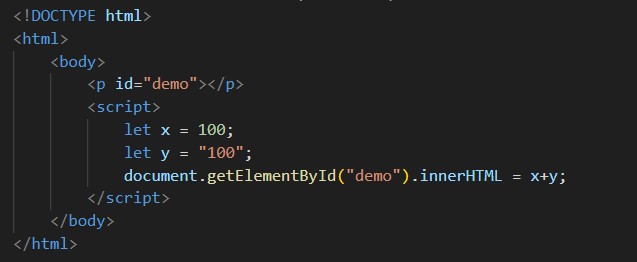 <!DOCTYPE html>
<html>
<body>
<p id="demo"></p>
<script>
let x = 100;
let y = "100";
document.getElementById("demo").innerHTML = x+y;
</script>
</body>
</html>